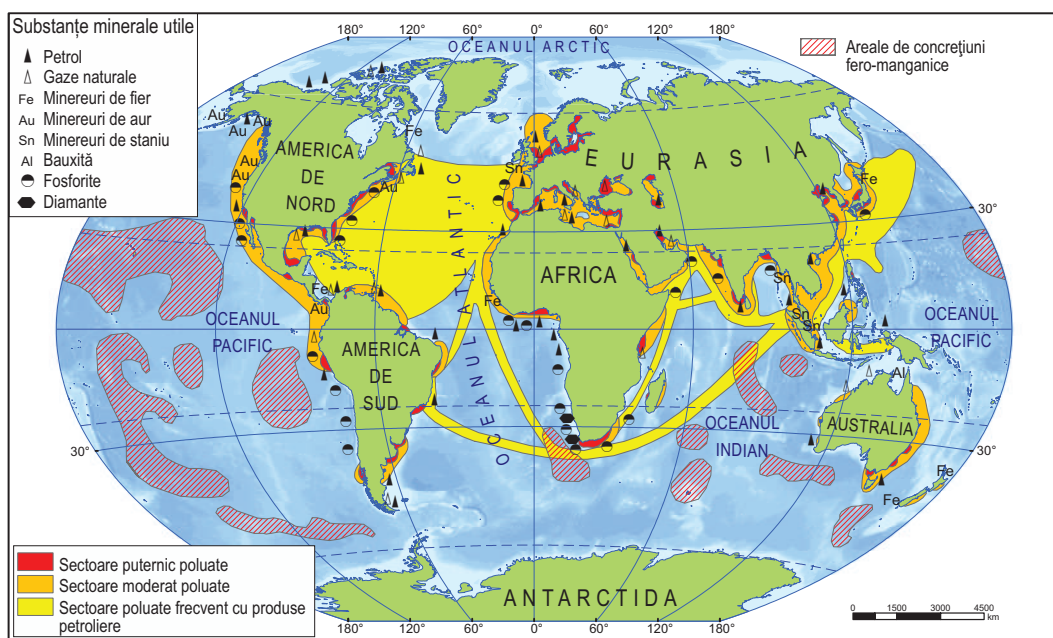 180°
120°
60°
0°
60°
120°
180°
Substanțe minerale utile
Petrol
Gaze naturale
Fe Minereuri de fier
Au Minereuri de aur
Sn Minereuri de staniu
Al Bauxită
Fosforite
Diamante
Areale de concrețiuni
fero-manganice
OCEANUL ARCTIC
Au
Au
Au
Au
Au
Au
Fe
Sn
Fe
AMERICA
DE
NORD
EURASIA
30°
30°
OCEANUL ATLANTIC
AFRICA
Fe
Au
Fe
Sn
Sn
Sn
OCEANUL
PACIFIC
OCEANUL
PACIFIC
AMERICA
DE
SUD
Al
OCEANUL
INDIAN
AUSTRALIA
30°
30°
Fe
Fe
Sectoare puternic poluate
Sectoare moderat poluate
Sectoare poluate frecvent cu produse
petroliere
ANTARCTIDA
0 1500 3000 4500
km
180°
120°
60°
0°
60°
120°
180°